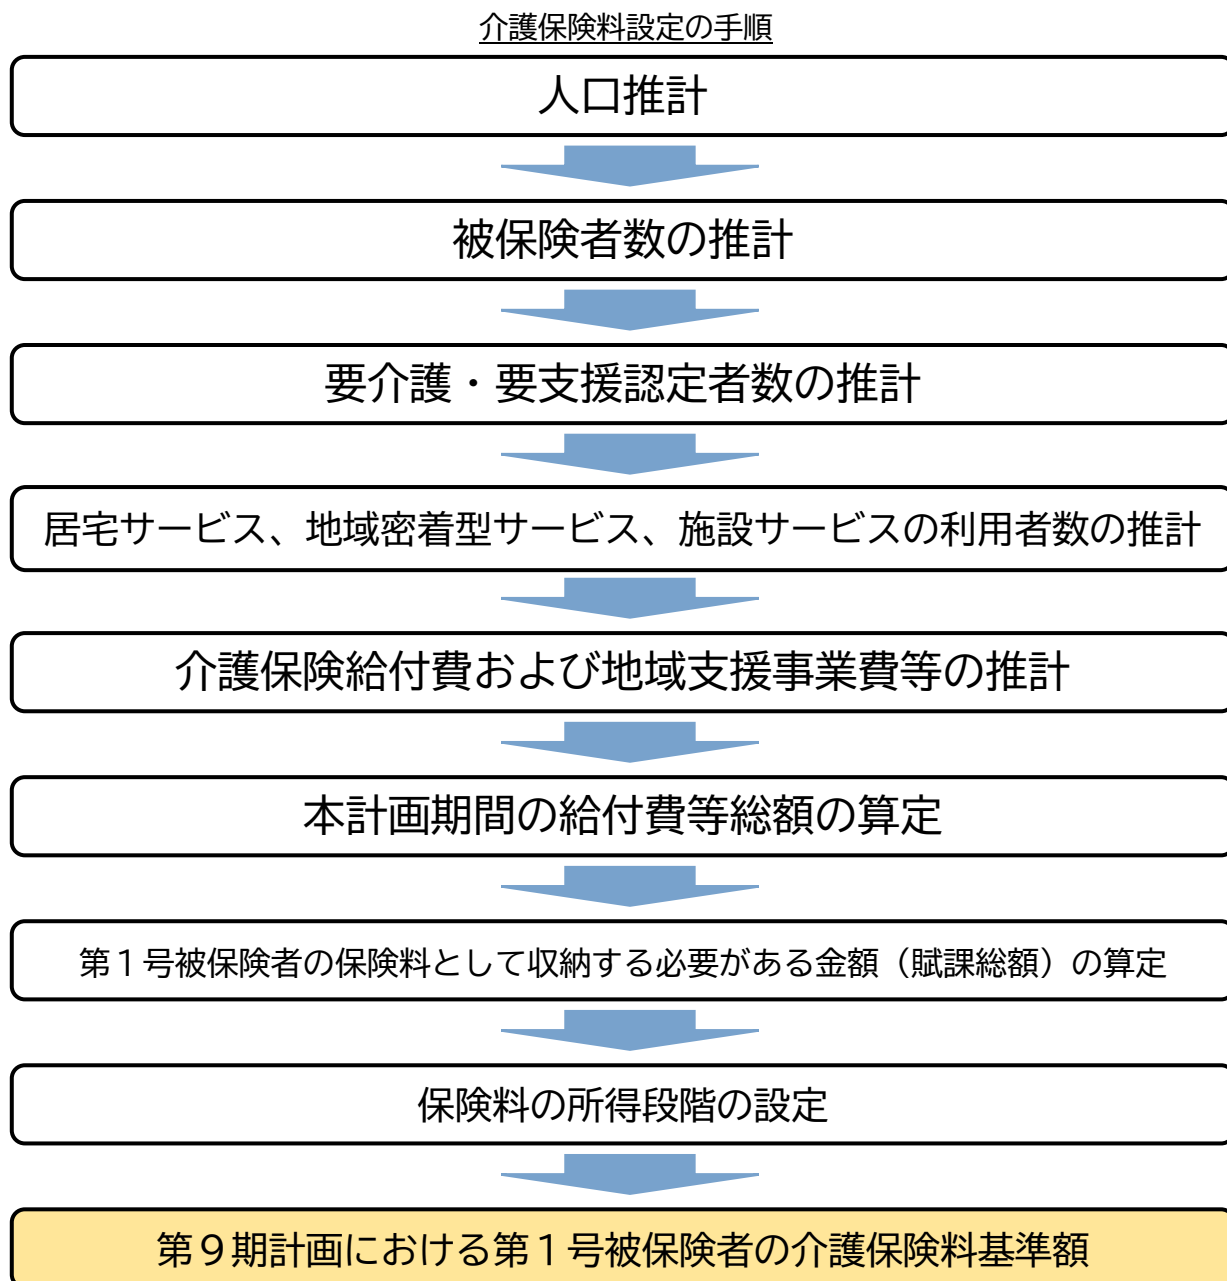 介護保険料設定の手順
人口推計
被保険者数の推計
要介護・要支援認定者数の推計
居宅サービス、地域密着型サービス、施設サービスの利用者数の推計
介護保険給付費および地域支援事業費等の推計
本計画期間の給付費等総額の算定
第１号被保険者の保険料として収納する必要がある金額（賦課総額）の算定
保険料の所得段階の設定
第９期計画における第１号被保険者の介護保険料基準額